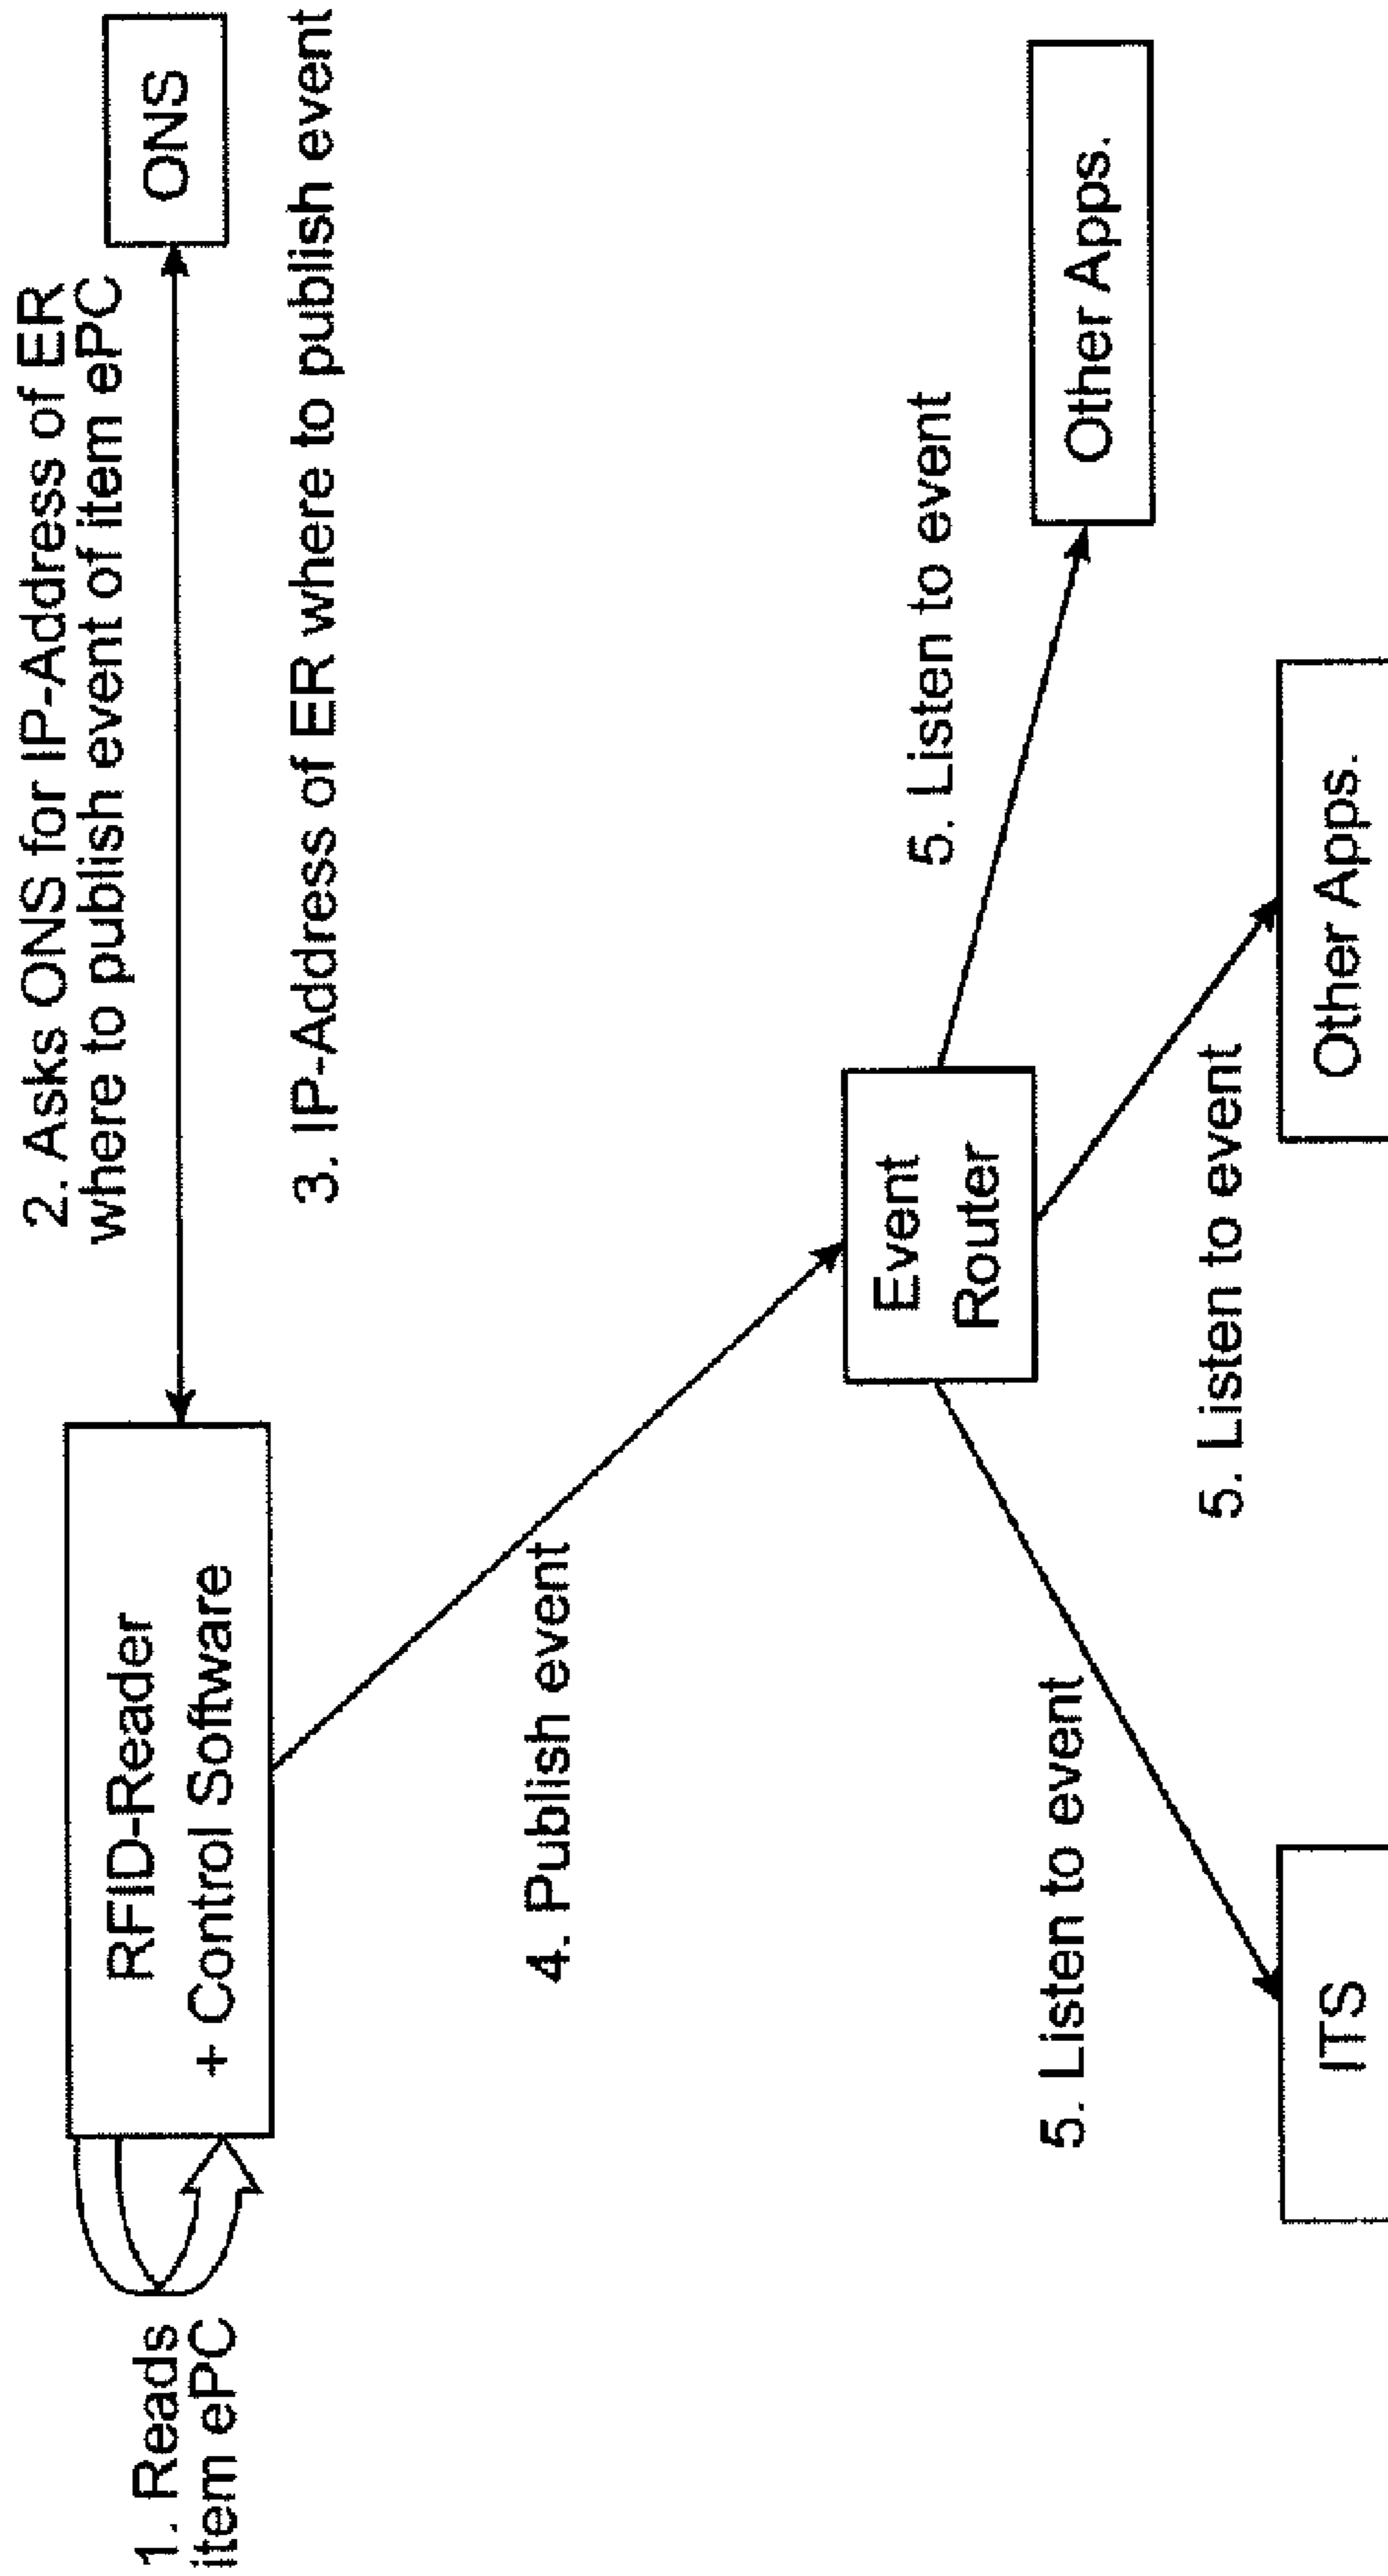 1. Reads
item ePC
RFID-Reader
+ Control Software
2. Asks ONS for IP-Address of ER
where to publish event of item ePC
ONS
3. IP-Address of ER where to publish event
4. Publish event
Event
Router
5. Listen to event
5. Listen to event
5. Listen to event
Other Apps.
ITS
Other Apps.